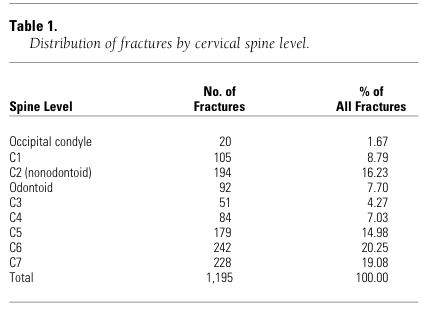 Table 1.
Distribution of fractures by cervical spine level.
No. of % of
Spine Level Fractures All Fractures
Occipital condyle 20 1.67
C1 105 8.79
C2 (nonodontoid) 194 16.23
Odontoid 92 7.70
C3 51 4.27
C4 84 7.03
C5 179 14.98
C6 242 20.25
C7 228 19.08
Total 1,195 100.00